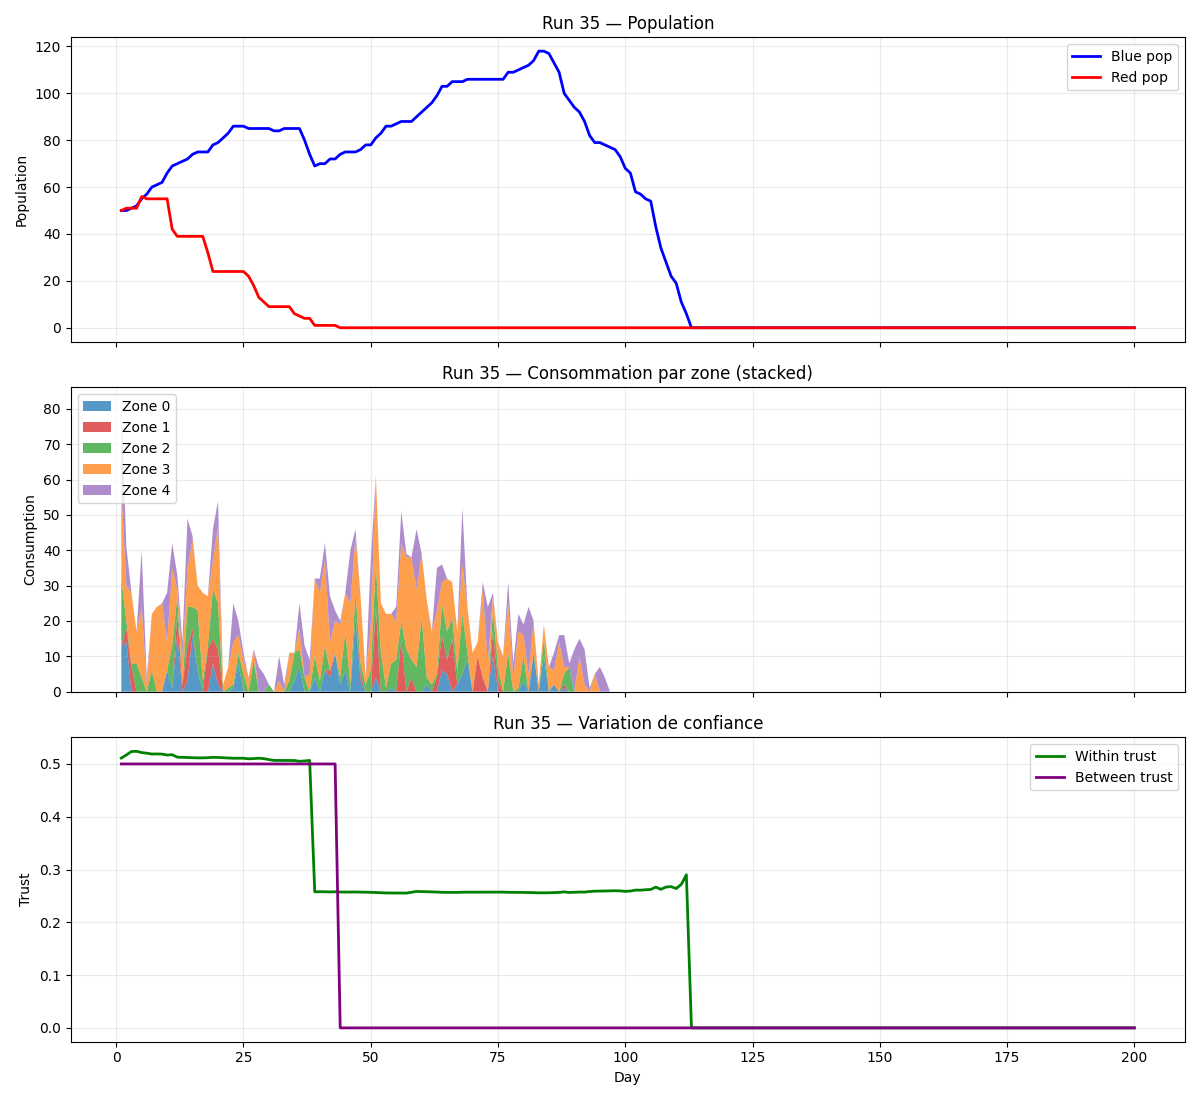 Run 35 — Population
Population
120
100
80
60
40
20
0
Blue pop
Red pop
Run 35 — Consommation par zone (stacked)
Consumption
80
70
60
50
40
30
20
10
0
Zone 0
Zone 1
Zone 2
Zone 3
Zone 4
Run 35 — Variation de confiance
Trust
0.5
0.4
0.3
0.2
0.1
0.0
Within trust
Between trust
0 25 50 75 100 125 150 175 200
Day